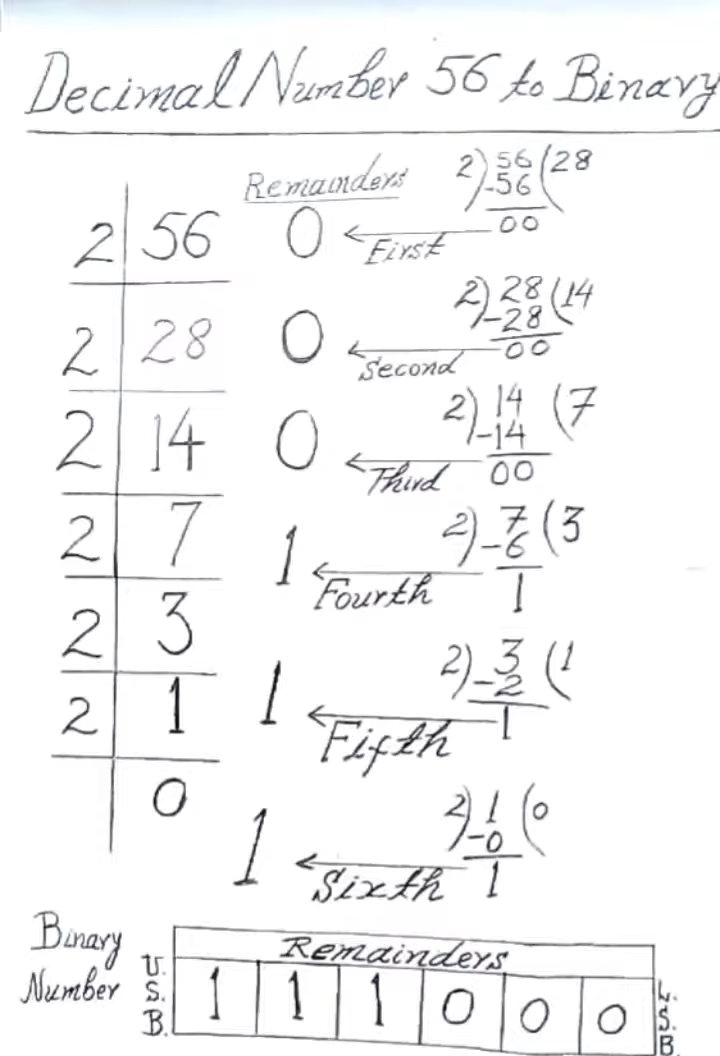 Decimal Number 56 to Binary
Remainders
2 56 0 First 2) 56 (28
-56
00
2 28 0 Second 2) 28 (14
-28
00
2 14 0 Third 2) 14 (7
-14
00
2 7 1 Fourth 2) 7 (3
-6
1
2 3 1 Fifth 2) 3 (1
-2
1
2 1 1 Sixth 2) 1 (0
-0
1
0
Binary Number
Remainders
U.S.B. 1 1 1 0 0 0 L.S.B.